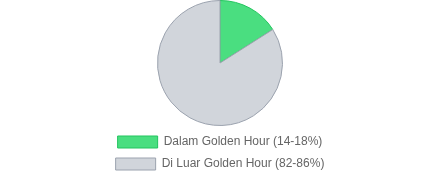 Dalam Golden Hour (14-18%)
Di Luar Golden Hour (82-86%)